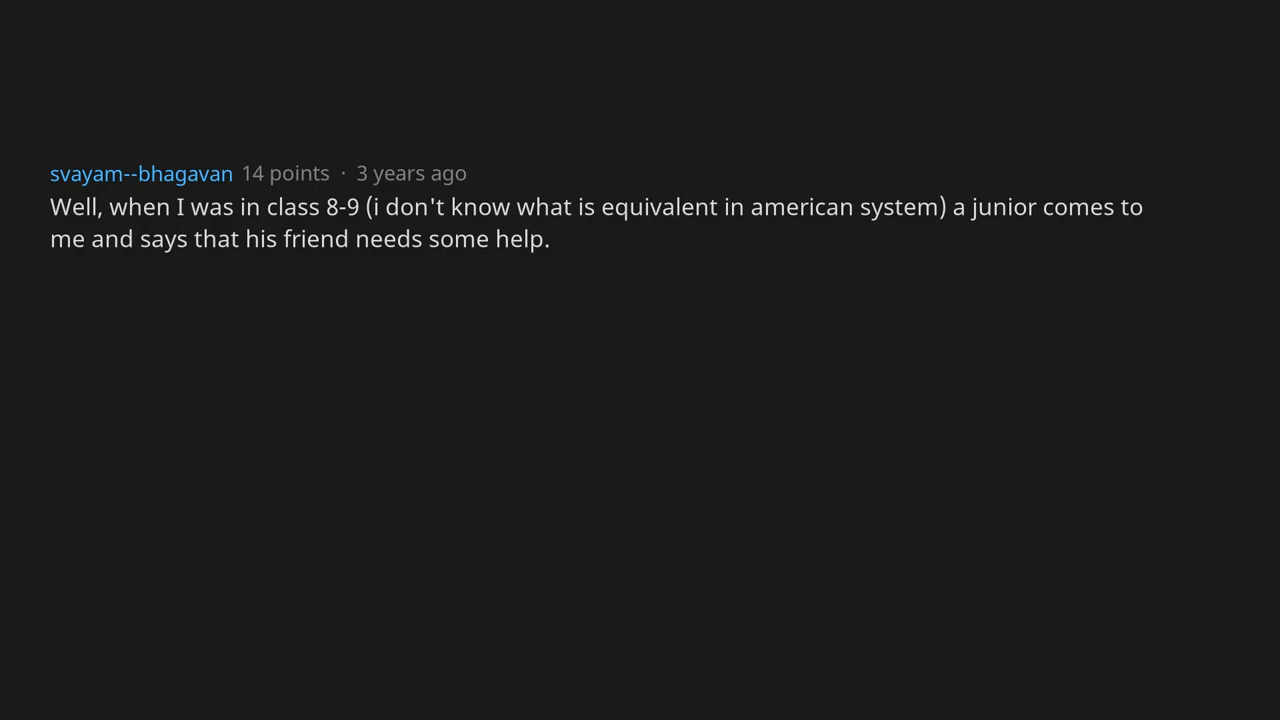 svayam--bhagavan 14 points · 3 years ago
Well, when I was in class 8-9 (i don't know what is equivalent in american system) a junior comes to
me and says that his friend needs some help.